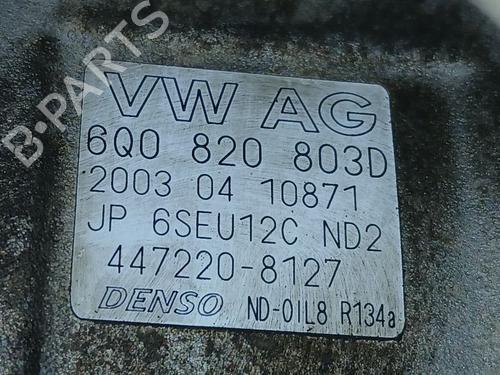 B-PARTS
VW AG
6Q0 820 803D
2003 04 10871
JP 6SEU12C ND2
447220-8127
DENSO ND-OIL8 R134a